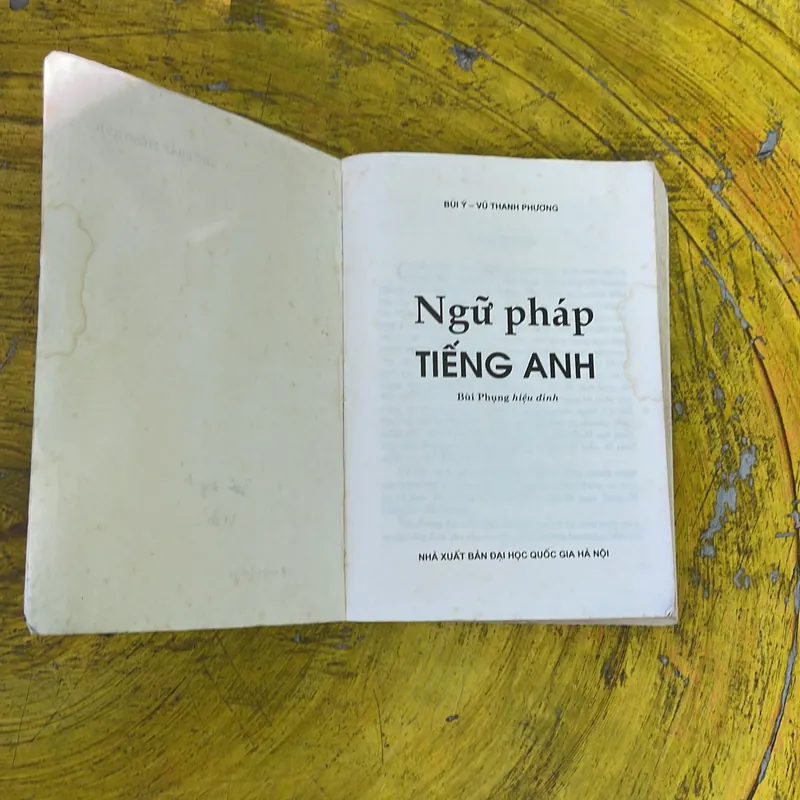 BÙI Ý – VŨ THANH PHƯƠNG
Ngữ pháp
TIẾNG ANH
Bùi Phụng hiệu đính
NHÀ XUẤT BẢN ĐẠI HỌC QUỐC GIA HÀ NỘI